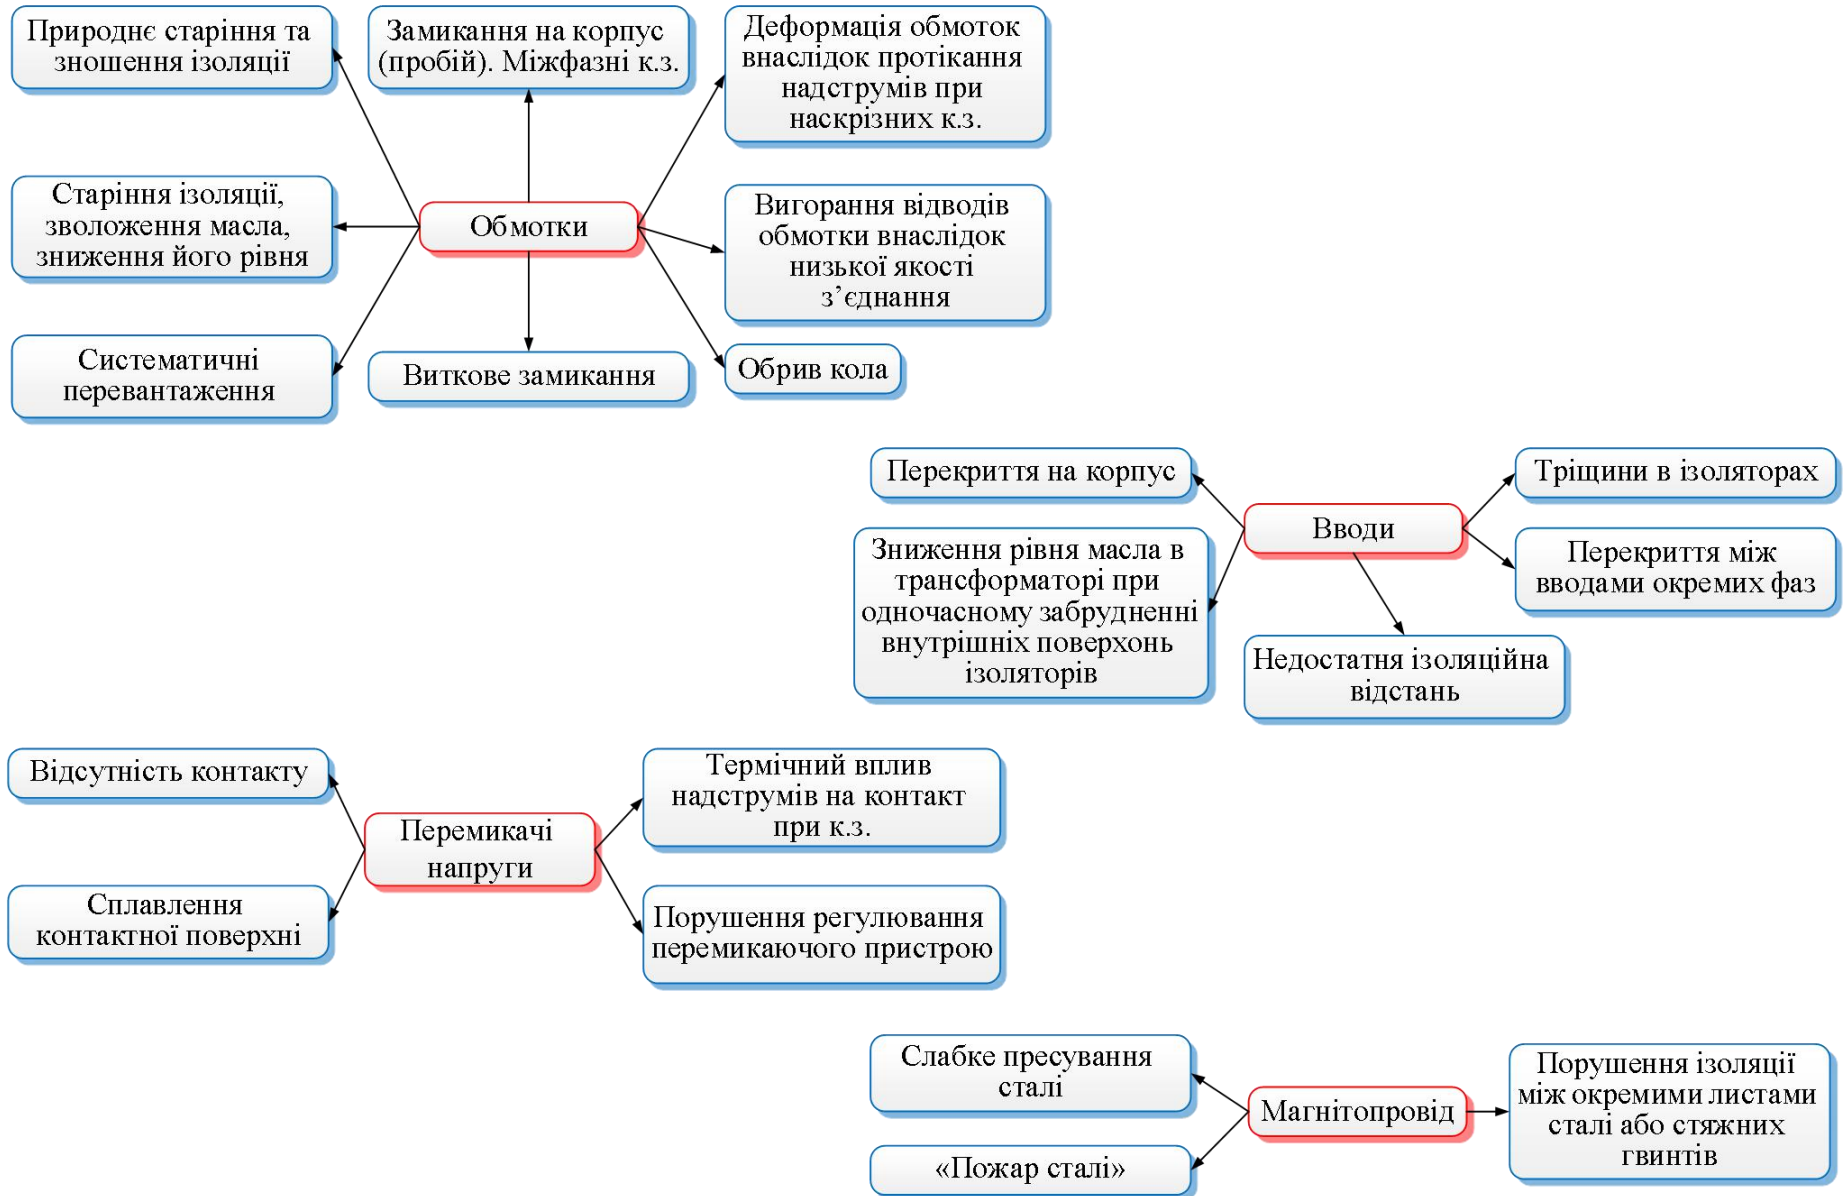 Природнє старіння та
зношення ізоляції
Замикання на корпус
(пробій). Міжфазні к.з.
Деформація обмоток
внаслідок протікання
надструмів при
наскрізних к.з.
Старіння ізоляції,
зволоження масла,
зниження його рівня
Обмотки
Вигорання відводів
обмотки внаслідок
низької якості
з’єднання
Систематичні
перевантаження
Виткове замикання
Обрив кола
Перекриття на корпус
Тріщини в ізоляторах
Вводи
Зниження рівня масла в
трансформаторі при
одночасному забрудненні
внутрішніх поверхонь
ізоляторів
Перекриття між
вводами окремих фаз
Недостатня ізоляційна
відстань
Відсутність контакту
Термічний вплив
надструмів на контакт
при к.з.
Перемикачі
напруги
Сплавлення
контактної поверхні
Порушення регулювання
перемикаючого пристрою
Слабке пресування
сталі
Магнітопровід
Порушення ізоляції
між окремими листами
сталі або стяжних
гвинтів
«Пожар сталі»